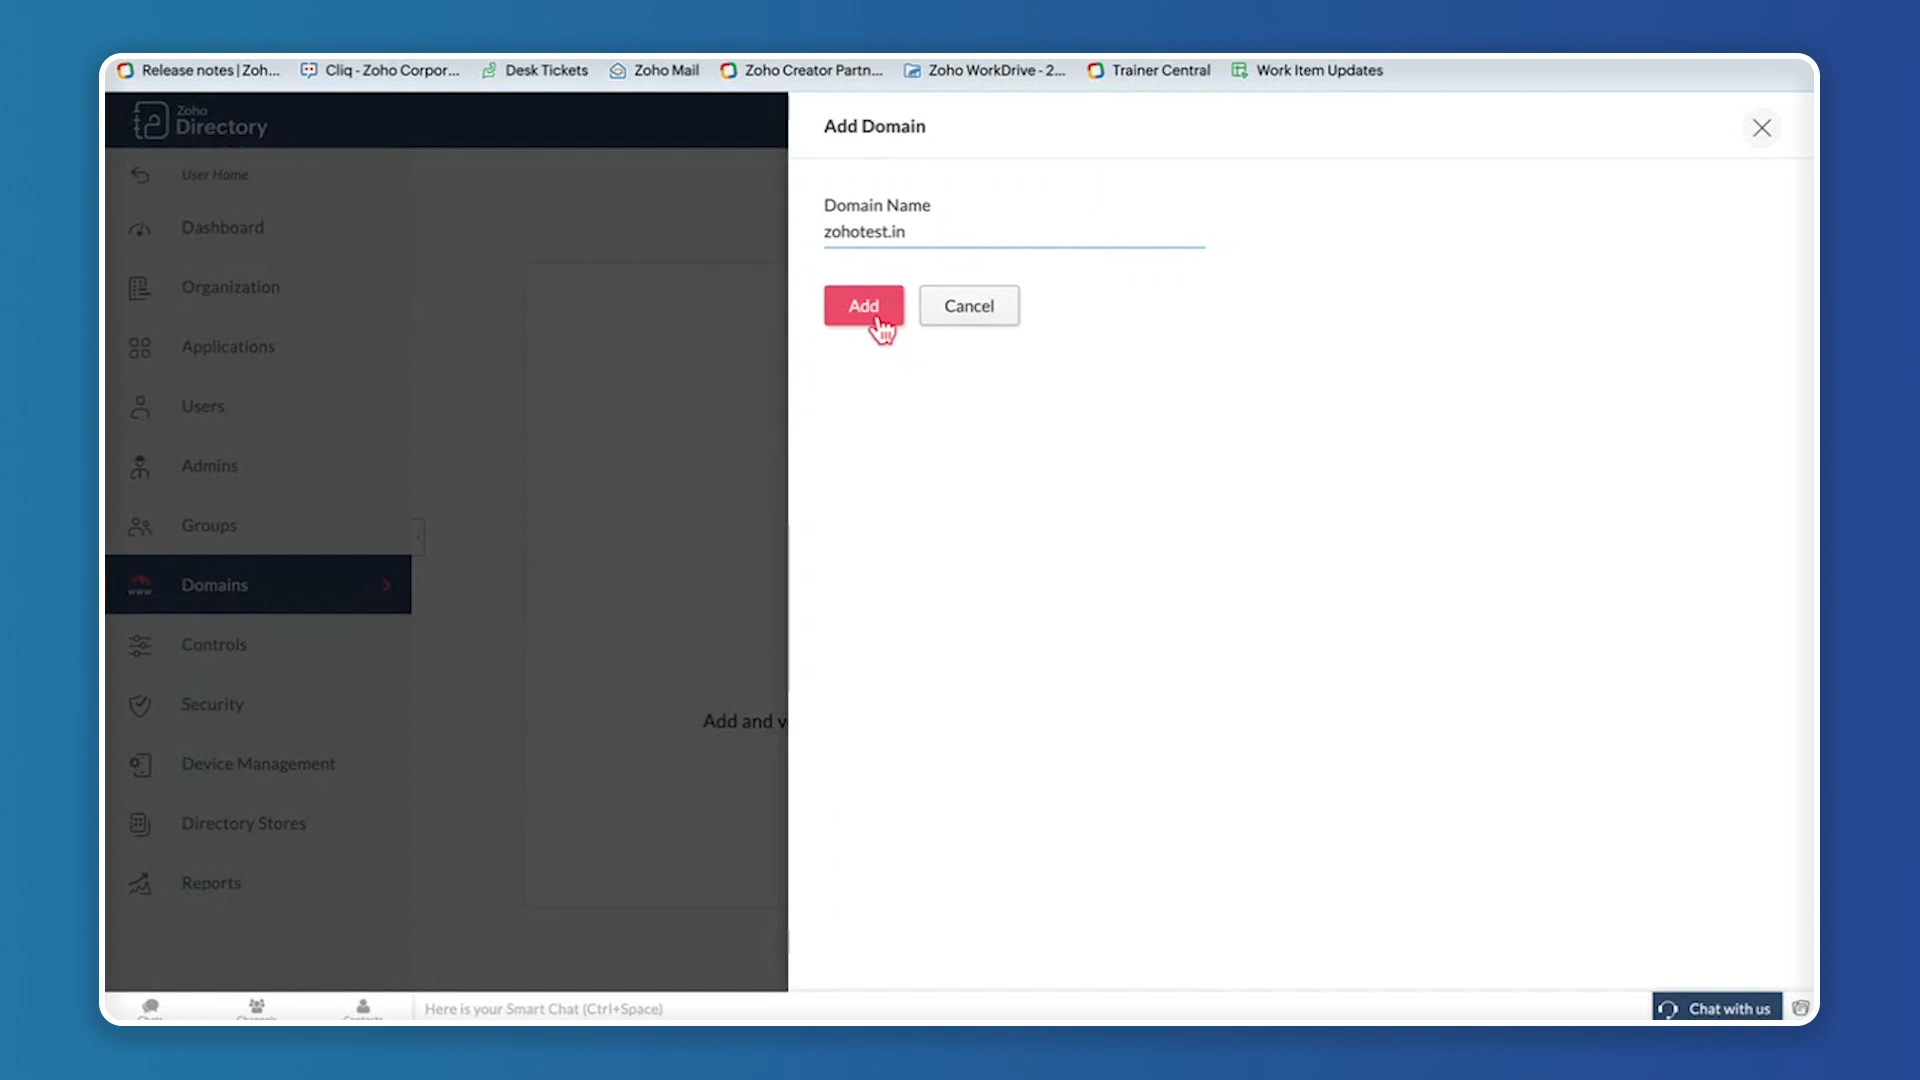 Release notes | Zoh...
Cliq - Zoho Corpor...
Desk Tickets
Zoho Mail
Zoho Creator Partn...
Zoho WorkDrive - 2...
Trainer Central
Work Item Updates
Zoho
Directory
User Home
Dashboard
Organization
Applications
Users
Admins
Groups
www
Domains
Controls
Security
Device Management
Directory Stores
Reports
Add and v
Add Domain
Domain Name
zohotest.in
Add
Cancel
Here is your Smart Chat (Ctrl+Space)
Chat with us